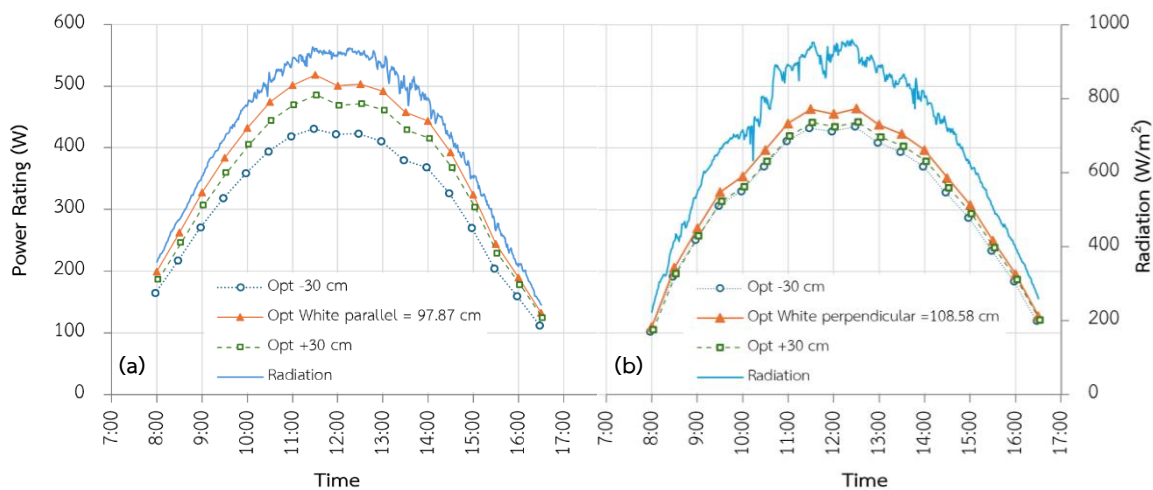 600
500
400
300
200
100
0
Power Rating (W)
Opt -30 cm
Opt White parallel = 97.87 cm
Opt +30 cm
Radiation
(a)
7:00
8:00
9:00
10:00
11:00
12:00
13:00
14:00
15:00
16:00
17:00
Time
Opt -30 cm
Opt White perpendicular =108.58 cm
Opt +30 cm
Radiation
(b)
7:00
8:00
9:00
10:00
11:00
12:00
13:00
14:00
15:00
16:00
17:00
Time
1000
800
600
400
200
0
Radiation (W/m²)